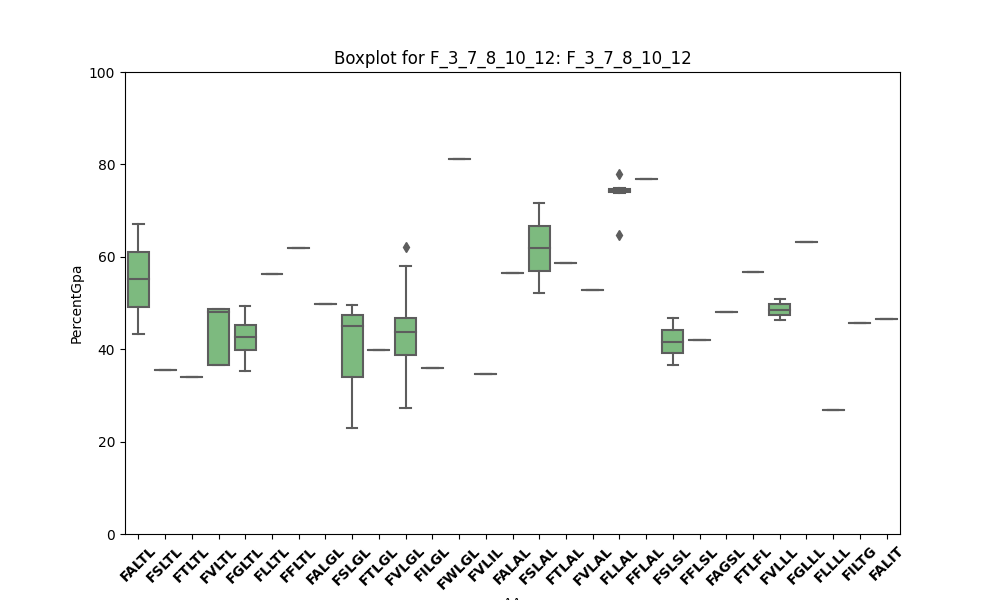 Boxplot for F_3_7_8_10_12: F_3_7_8_10_12
100
80
60
40
20
0
PercentGpa
FALTL
FSLTL
FTLTL
FVLTL
FGLTL
FLLTL
FFLTL
FALGL
FSLGL
FTLGL
FVLGL
FILGL
FWLGL
FVLIL
FALAL
FSLAL
FTLAL
FVLAL
FLLAL
FFLAL
FSLSL
FFLSL
FAGSL
FTLFL
FVLLL
FGLLL
FLLLL
FILTG
FALIT